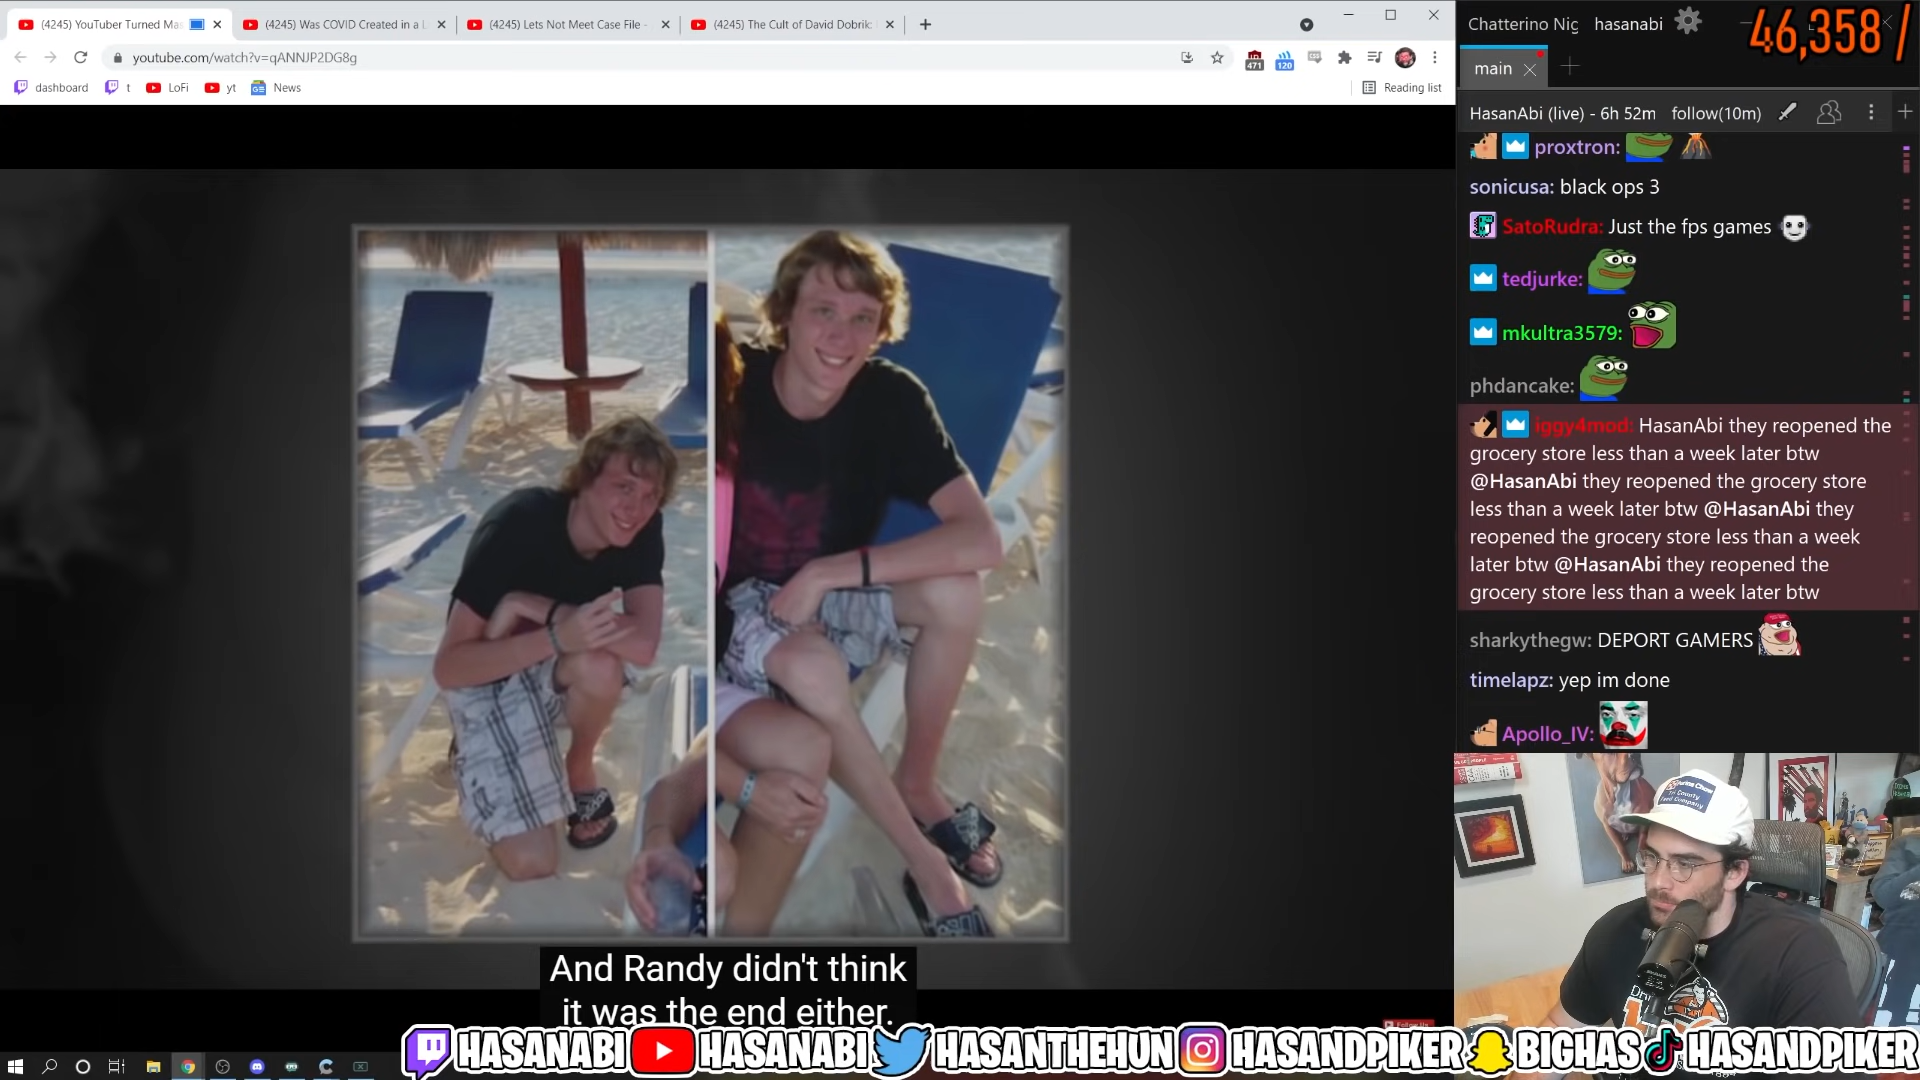 (4245) YouTuber Turned Mas
(4245) Was COVID Created in a L
(4245) Lets Not Meet Case File -
(4245) The Cult of David Dobrik:
youtube.com/watch?v=qANNJP2DG8g
471
120
dashboard
t
LoFi
yt
News
Reading list
And Randy didn't think
it was the end either.
Chatterino Nig
hasanabi
46,358 /
main
HasanAbi (live) - 6h 52m
follow(10m)
proxtron:
sonicusa: black ops 3
SatoRudra: Just the fps games
tedjurke:
mkultra3579:
phdancake:
iggy4mod: HasanAbi they reopened the
grocery store less than a week later btw
@HasanAbi they reopened the grocery store
less than a week later btw @HasanAbi they
reopened the grocery store less than a week
later btw @HasanAbi they reopened the
grocery store less than a week later btw
sharkythegw: DEPORT GAMERS
timelapz: yep im done
Apollo_IV:
HASANABI
HASANABI
HASANTHEHUN
HASANDPIKER
BIGHAS
HASANDPIKER